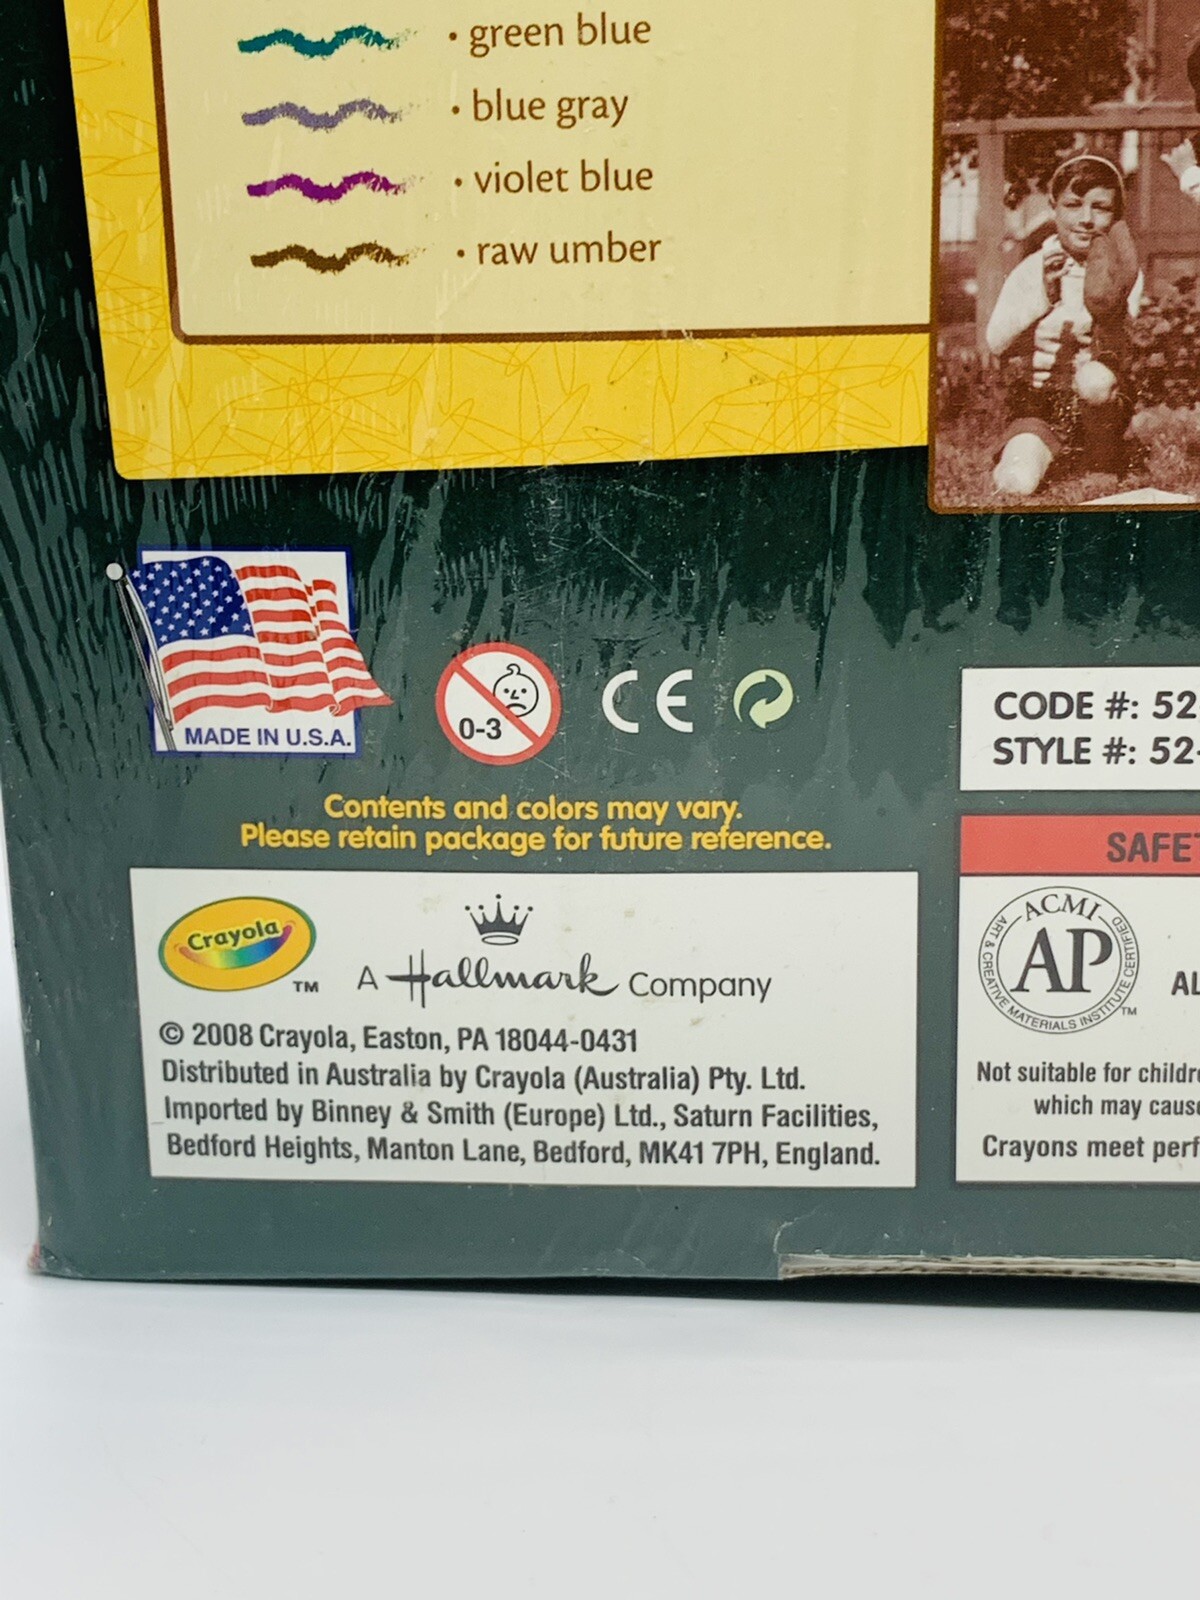 • green blue
• blue gray
• violet blue
• raw umber
MADE IN U.S.A.
0-3
CE
Contents and colors may vary.
Please retain package for future reference.
Crayola
™
A Hallmark Company
© 2008 Crayola, Easton, PA 18044-0431
Distributed in Australia by Crayola (Australia) Pty. Ltd.
Imported by Binney & Smith (Europe) Ltd., Saturn Facilities,
Bedford Heights, Manton Lane, Bedford, MK41 7PH, England.
CODE #: 52
STYLE #: 52-
SAFET
ACMI
AP
ART & CREATIVE MATERIALS INSTITUTE CERTIFIED
™
AL
Not suitable for childre
which may cause
Crayons meet perf